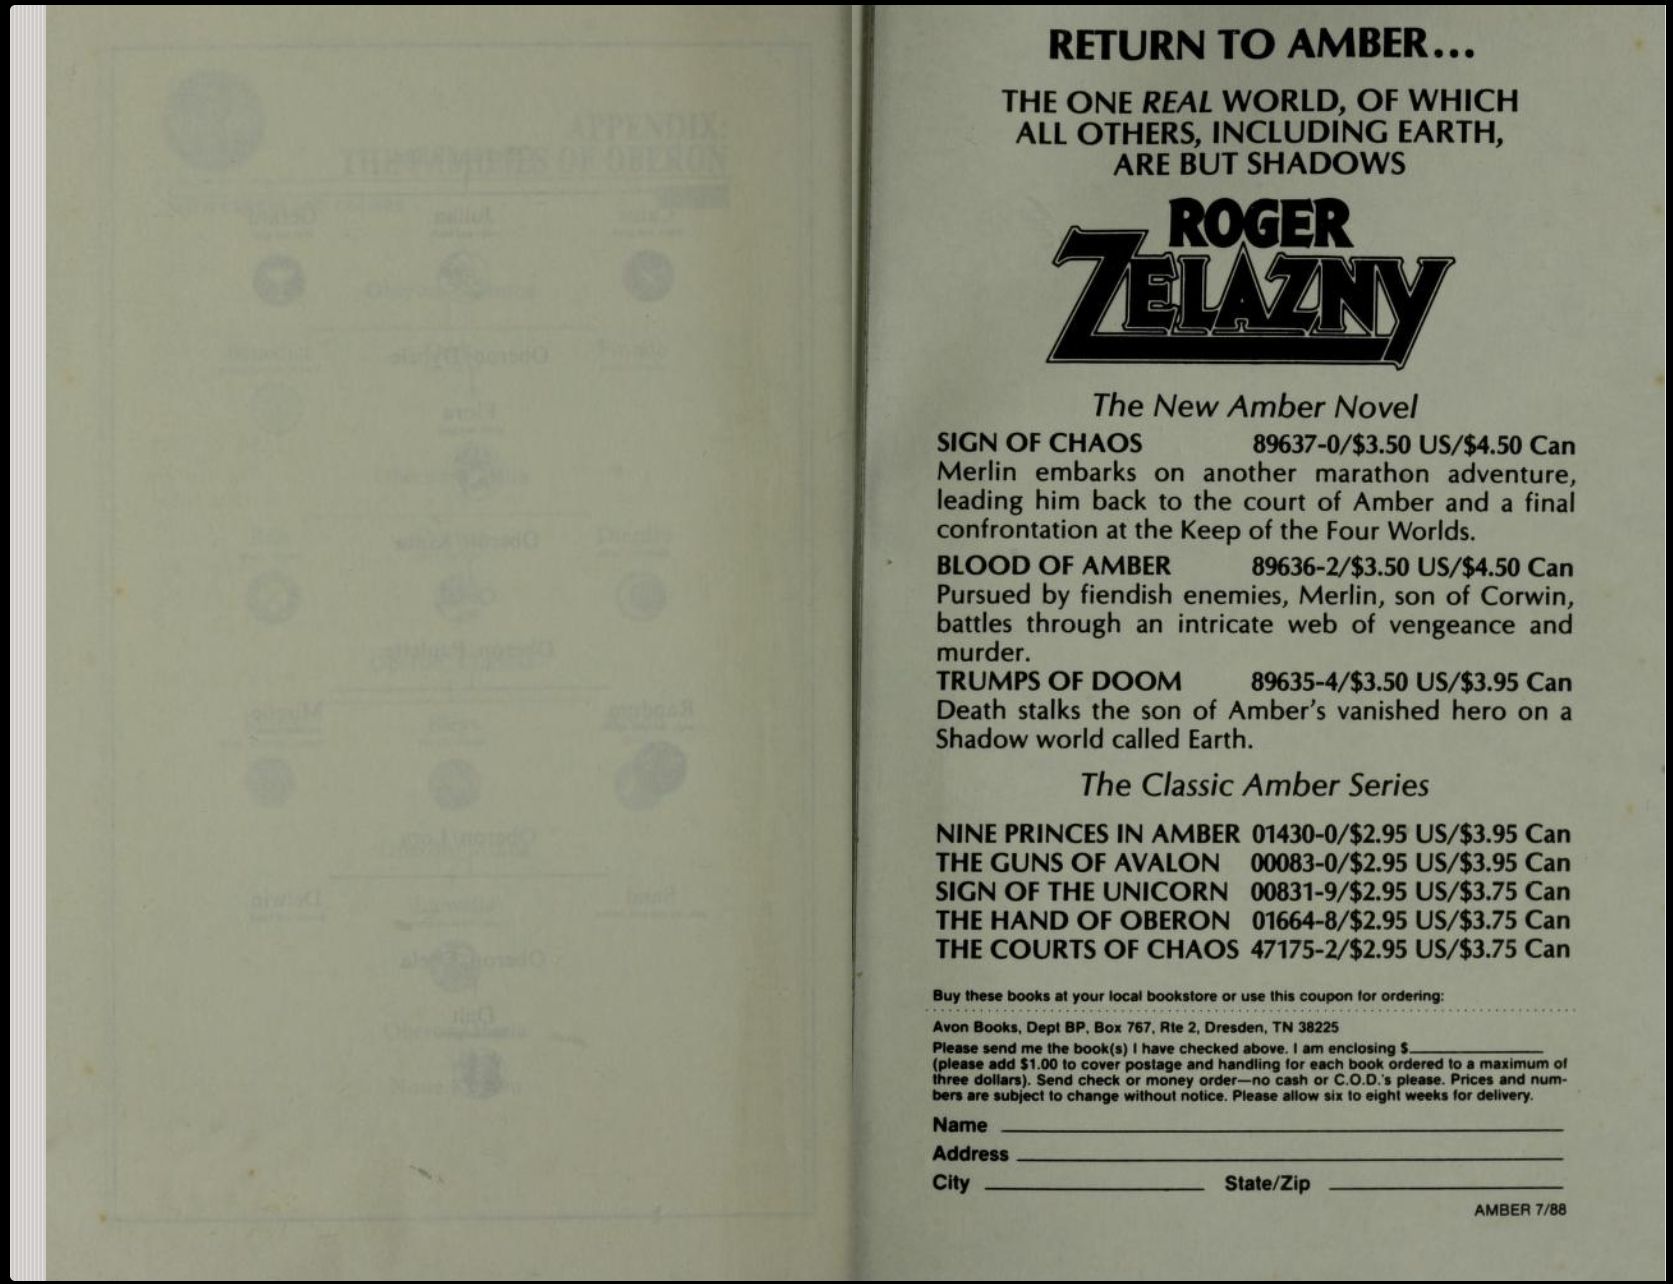 RETURN TO AMBER...
THE ONE REAL WORLD, OF WHICH
ALL OTHERS, INCLUDING EARTH,
ARE BUT SHADOWS
ROGER
ZELAZNY
The New Amber Novel
SIGN OF CHAOS 89637-0/$3.50 US/$4.50 Can
Merlin embarks on another marathon adventure,
leading him back to the court of Amber and a final
confrontation at the Keep of the Four Worlds.
BLOOD OF AMBER 89636-2/$3.50 US/$4.50 Can
Pursued by fiendish enemies, Merlin, son of Corwin,
battles through an intricate web of vengeance and
murder.
TRUMPS OF DOOM 89635-4/$3.50 US/$3.95 Can
Death stalks the son of Amber's vanished hero on a
Shadow world called Earth.
The Classic Amber Series
NINE PRINCES IN AMBER 01430-0/$2.95 US/$3.95 Can
THE GUNS OF AVALON 00083-0/$2.95 US/$3.95 Can
SIGN OF THE UNICORN 00831-9/$2.95 US/$3.75 Can
THE HAND OF OBERON 01664-8/$2.95 US/$3.75 Can
THE COURTS OF CHAOS 47175-2/$2.95 US/$3.75 Can
Buy these books at your local bookstore or use this coupon for ordering:
Avon Books, Dept BP, Box 767, Rte 2, Dresden, TN 38225
Please send me the book(s) I have checked above. I am enclosing $
(please add $1.00 to cover postage and handling for each book ordered to a maximum of
three dollars). Send check or money order—no cash or C.O.D.'s please. Prices and num-
bers are subject to change without notice. Please allow six to eight weeks for delivery.
Name
Address
City State/Zip
AMBER 7/88